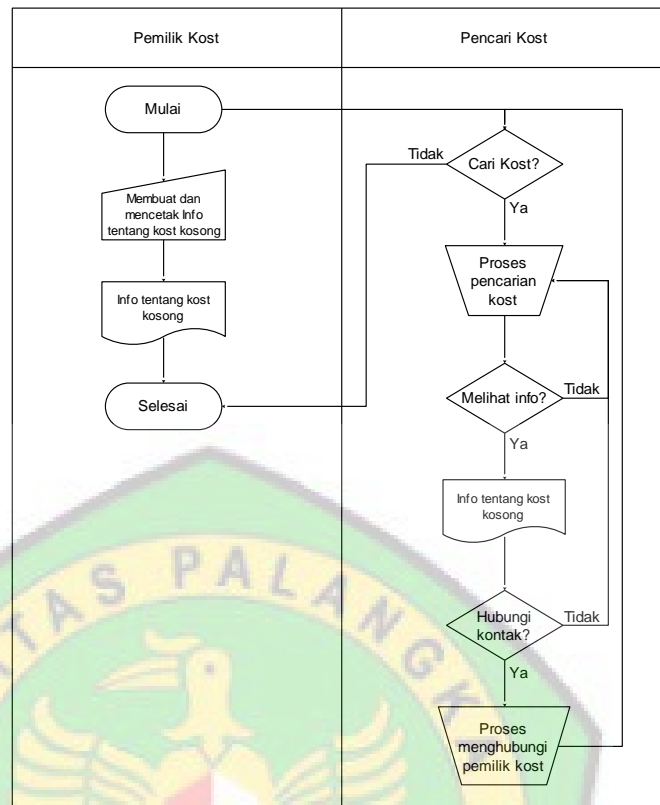 Pemilik Kost
Pencari Kost
Mulai
Membuat dan
mencetak Info
tentang kost kosong
Info tentang kost
kosong
Selesai
Cari Kost?
Tidak
Ya
Proses
pencarian
kost
Melihat info?
Tidak
Ya
Info tentang kost
kosong
Hubungi
kontak?
Tidak
Ya
Proses
menghubungi
pemilik kost
TAS PALANGKA